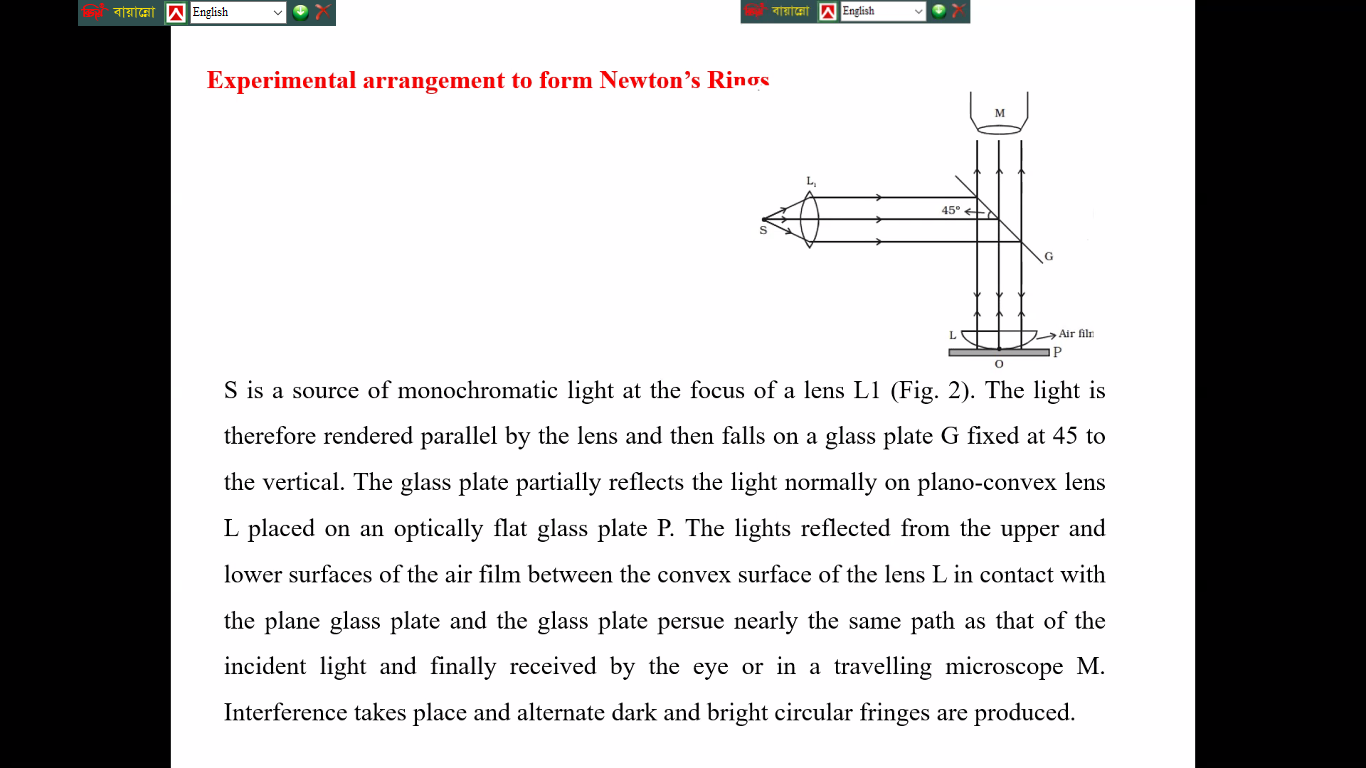 বায়ান্নো English
বায়ান্নো English
Experimental arrangement to form Newton’s Rings
M
L1
45°
S
G
L
Air film
P
O
S is a source of monochromatic light at the focus of a lens L1 (Fig. 2). The light is
therefore rendered parallel by the lens and then falls on a glass plate G fixed at 45 to
the vertical. The glass plate partially reflects the light normally on plano-convex lens
L placed on an optically flat glass plate P. The lights reflected from the upper and
lower surfaces of the air film between the convex surface of the lens L in contact with
the plane glass plate and the glass plate persue nearly the same path as that of the
incident light and finally received by the eye or in a travelling microscope M.
Interference takes place and alternate dark and bright circular fringes are produced.